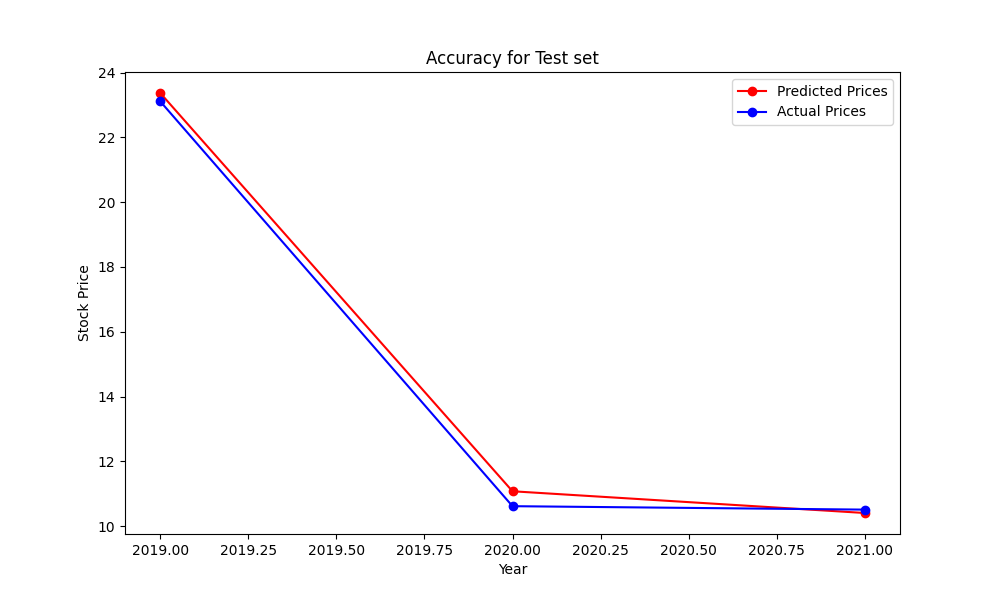 Accuracy for Test set
Predicted Prices
Actual Prices
Stock Price
24
22
20
18
16
14
12
10
2019.00 2019.25 2019.50 2019.75 2020.00 2020.25 2020.50 2020.75 2021.00
Year